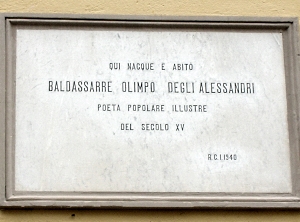 QUI NACQUE E ABITÒ
BALDASSARRE OLIMPO DEGLI ALESSANDRI
POETA POPOLARE ILLUSTRE
DEL SECOLO XV
R.C.I.1940